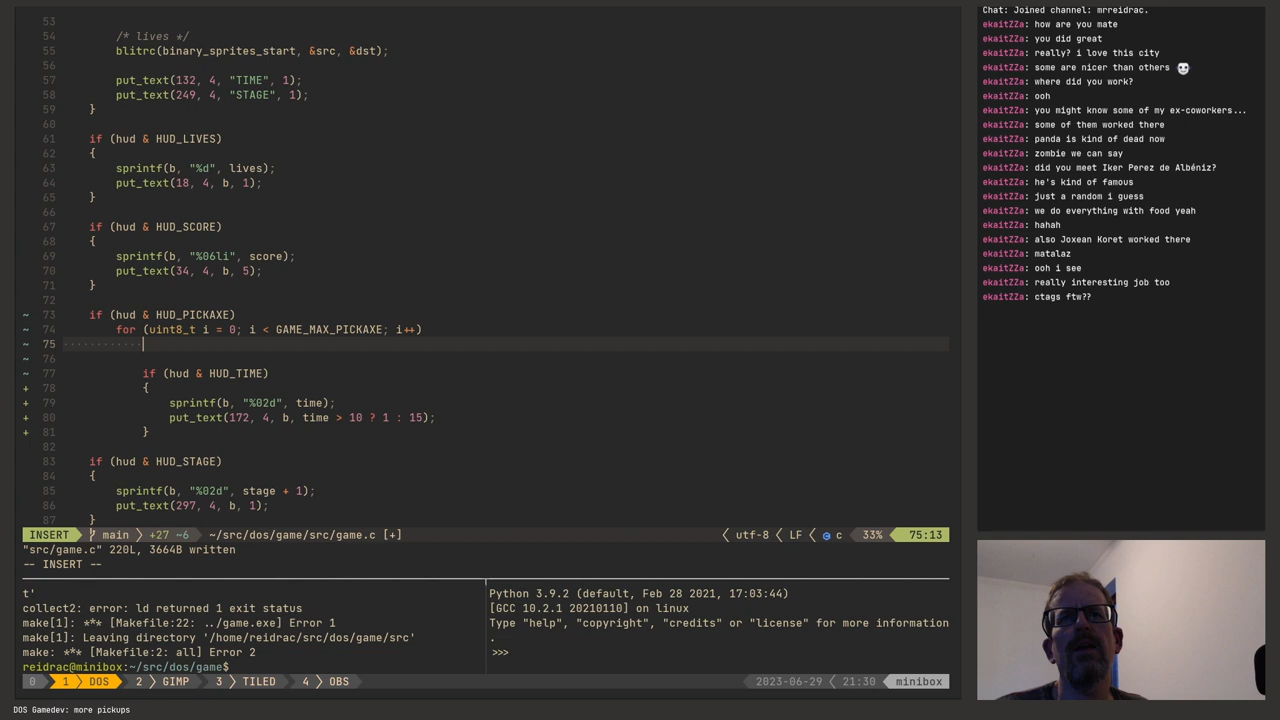 53
54 /* lives */
55 blitrc(binary_sprites_start, &src, &dst);
56
57 put_text(132, 4, "TIME", 1);
58 put_text(249, 4, "STAGE", 1);
59 }
60
61 if (hud & HUD_LIVES)
62 {
63 sprintf(b, "%d", lives);
64 put_text(18, 4, b, 1);
65 }
66
67 if (hud & HUD_SCORE)
68 {
69 sprintf(b, "%06li", score);
70 put_text(34, 4, b, 5);
71 }
72
~ 73 if (hud & HUD_PICKAXE)
~ 74 for (uint8_t i = 0; i < GAME_MAX_PICKAXE; i++)
~ 75 ············
~ 76
~ 77 if (hud & HUD_TIME)
+ 78 {
+ 79 sprintf(b, "%02d", time);
+ 80 put_text(172, 4, b, time > 10 ? 1 : 15);
+ 81 }
82
83 if (hud & HUD_STAGE)
84 {
85 sprintf(b, "%02d", stage + 1);
86 put_text(297, 4, b, 1);
87 }
INSERT main +27 ~6 ~/src/dos/game/src/game.c [+] utf-8 LF c 33% 75:13
"src/game.c" 220L, 3664B written
-- INSERT --
t'
collect2: error: ld returned 1 exit status
make[1]: *** [Makefile:22: ../game.exe] Error 1
make[1]: Leaving directory '/home/reidrac/src/dos/game/src'
make: *** [Makefile:2: all] Error 2
reidrac@minibox:~/src/dos/game$
Python 3.9.2 (default, Feb 28 2021, 17:03:44)
[GCC 10.2.1 20210110] on linux
Type "help", "copyright", "credits" or "license" for more information
.
>>>
0 1 DOS 2 GIMP 3 TILED 4 OBS 2023-06-29 21:30 minibox
DOS Gamedev: more pickups
Chat: Joined channel: mrreidrac.
ekaitZZa: how are you mate
ekaitZZa: you did great
ekaitZZa: really? i love this city
ekaitZZa: some are nicer than others
ekaitZZa: where did you work?
ekaitZZa: ooh
ekaitZZa: you might know some of my ex-coworkers...
ekaitZZa: some of them worked there
ekaitZZa: panda is kind of dead now
ekaitZZa: zombie we can say
ekaitZZa: did you meet Iker Perez de Albéniz?
ekaitZZa: he's kind of famous
ekaitZZa: just a random i guess
ekaitZZa: we do everything with food yeah
ekaitZZa: hahah
ekaitZZa: also Joxean Koret worked there
ekaitZZa: matalaz
ekaitZZa: ooh i see
ekaitZZa: really interesting job too
ekaitZZa: ctags ftw??